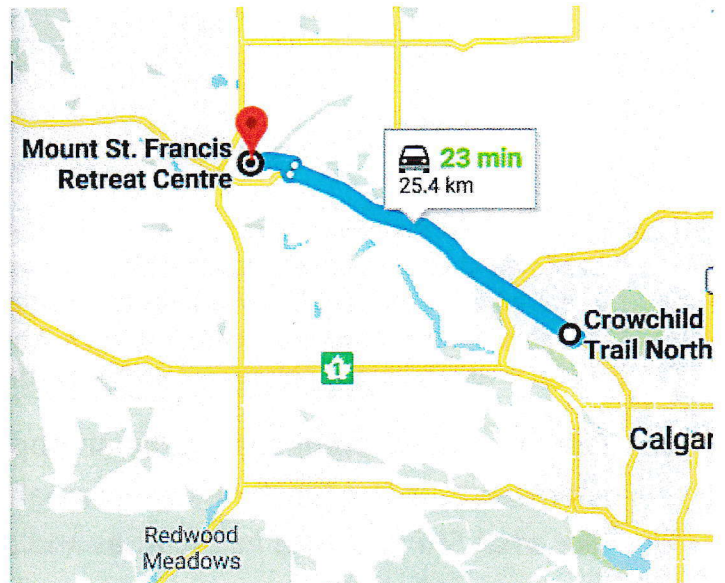 Mount St. Francis
Retreat Centre
23 min
25.4 km
Crowchild
Trail North
1
Calgar
Redwood
Meadows